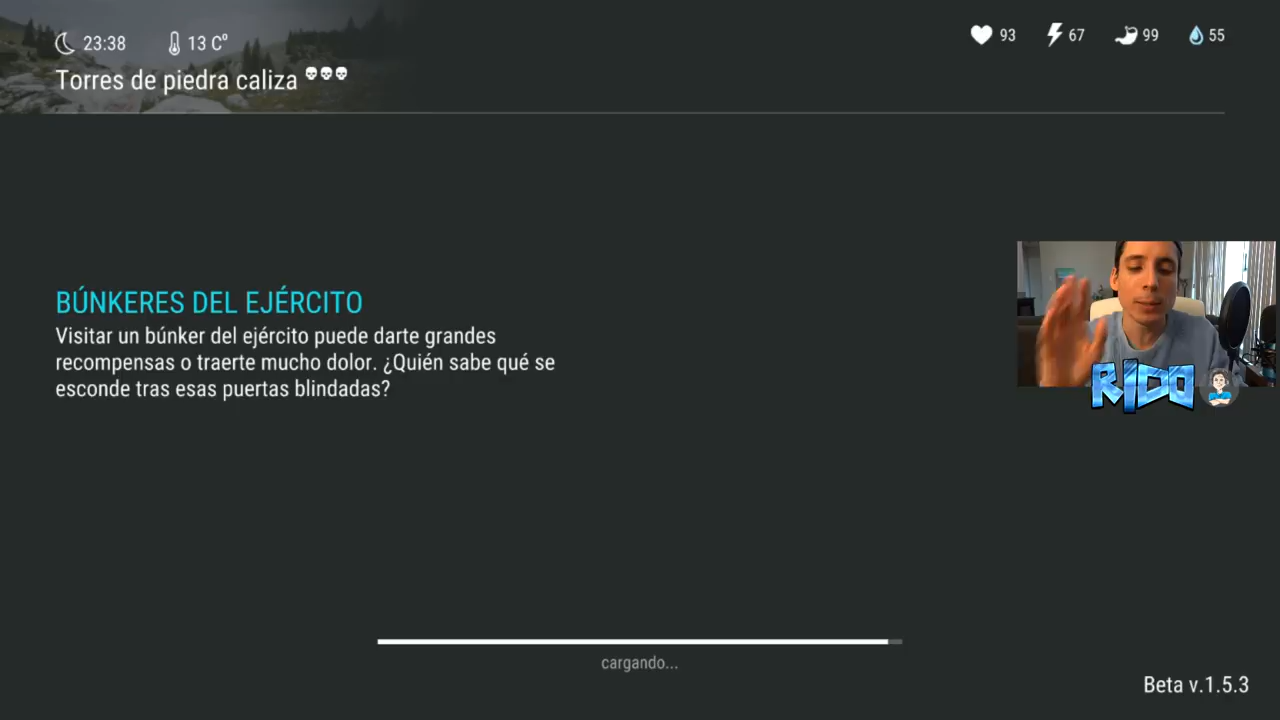 23:38
13 Cº
93
67
99
55
Torres de piedra caliza
BÚNKERES DEL EJÉRCITO
Visitar un búnker del ejército puede darte grandes
recompensas o traerte mucho dolor. ¿Quién sabe qué se
esconde tras esas puertas blindadas?
RIDO
cargando...
Beta v.1.5.3